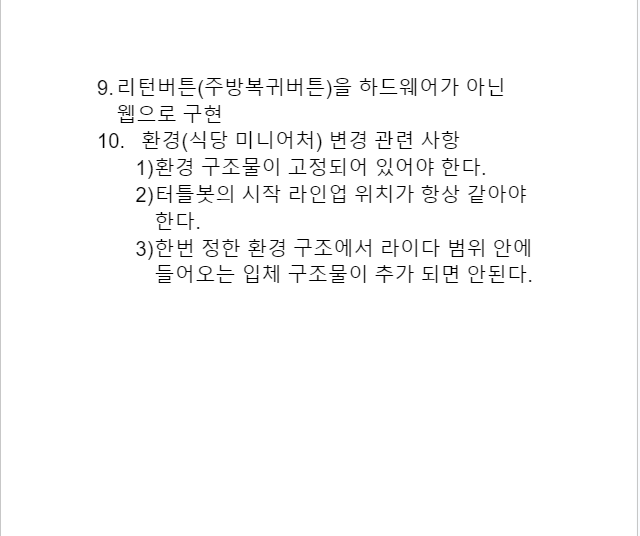 9. 리턴버튼(주방복귀버튼)을 하드웨어가 아닌
웹으로 구현
10. 환경(식당 미니어처) 변경 관련 사항
1)환경 구조물이 고정되어 있어야 한다.
2)터틀봇의 시작 라인업 위치가 항상 같아야
한다.
3)한번 정한 환경 구조에서 라이다 범위 안에
들어오는 입체 구조물이 추가 되면 안된다.